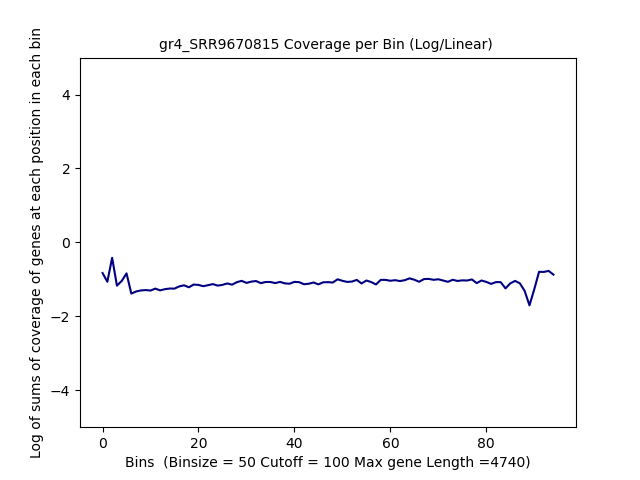 gr4_SRR9670815 Coverage per Bin (Log/Linear)
Log of sums of coverage of genes at each position in each bin
4
2
0
−2
−4
0 20 40 60 80
Bins  (Binsize = 50 Cutoff = 100 Max gene Length =4740)